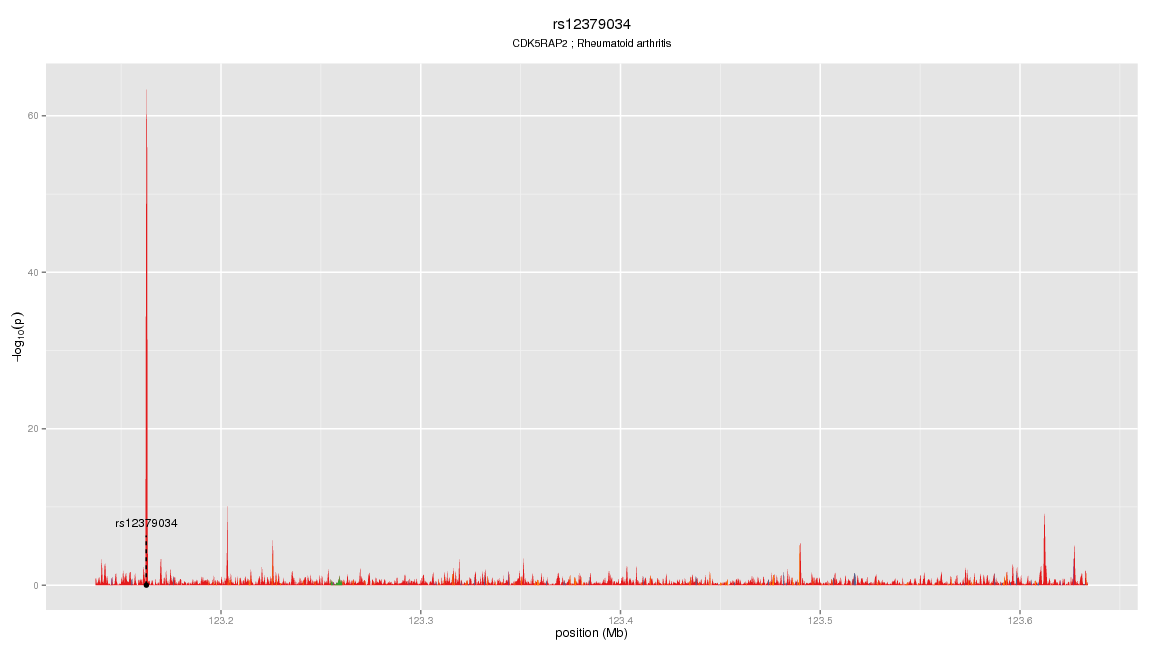 rs12379034
CDK5RAP2 ; Rheumatoid arthritis
60
40
20
0
−log10(p)
rs12379034
123.2
123.3
123.4
123.5
123.6
position (Mb)